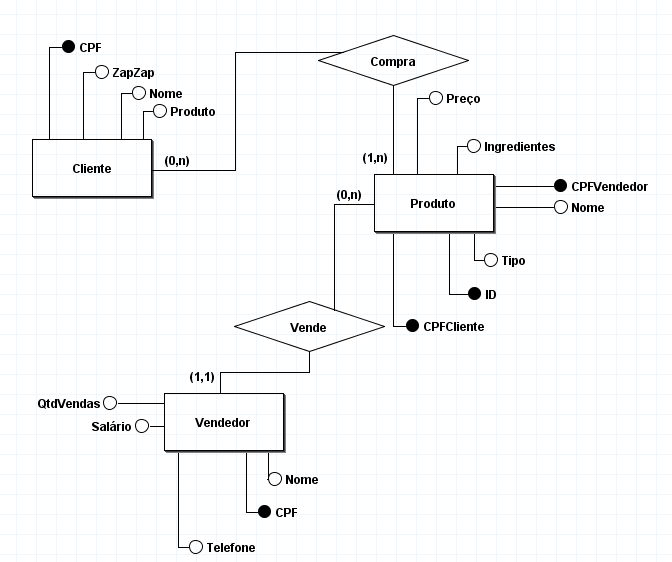 CPF
ZapZap
Nome
Produto
Cliente
(0,n)
Compra
Preço
(1,n)
Ingredientes
(0,n)
Produto
CPFVendedor
Nome
Tipo
ID
CPFCliente
Vende
(1,1)
QtdVendas
Salário
Vendedor
Nome
CPF
Telefone